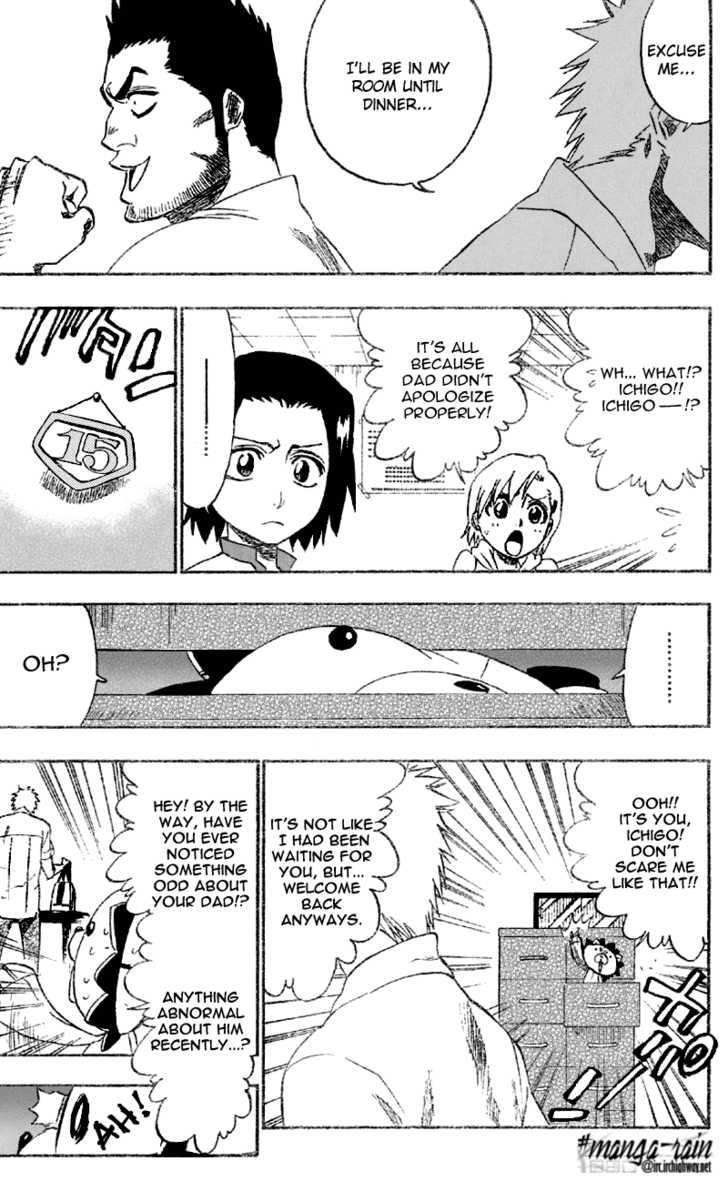 EXCUSE
ME...
I'LL BE IN MY
ROOM UNTIL
DINNER...
WH... WHAT!?
ICHIGO!!
ICHIGO—!?
IT'S ALL
BECAUSE
DAD DIDN'T
APOLOGIZE
PROPERLY!
.........
15
.........
OH?
OOH!!
IT'S YOU,
ICHIGO!
DON'T
SCARE ME
LIKE THAT!!
IT'S NOT LIKE
I HAD BEEN
WAITING FOR
YOU, BUT...
WELCOME
BACK
ANYWAYS.
HEY! BY THE
WAY, HAVE
YOU EVER
NOTICED
SOMETHING
ODD ABOUT
YOUR DAD!?
ANYTHING
ABNORMAL
ABOUT HIM
RECENTLY...?
AH!
#manga-rain
@irc.irchighway.net